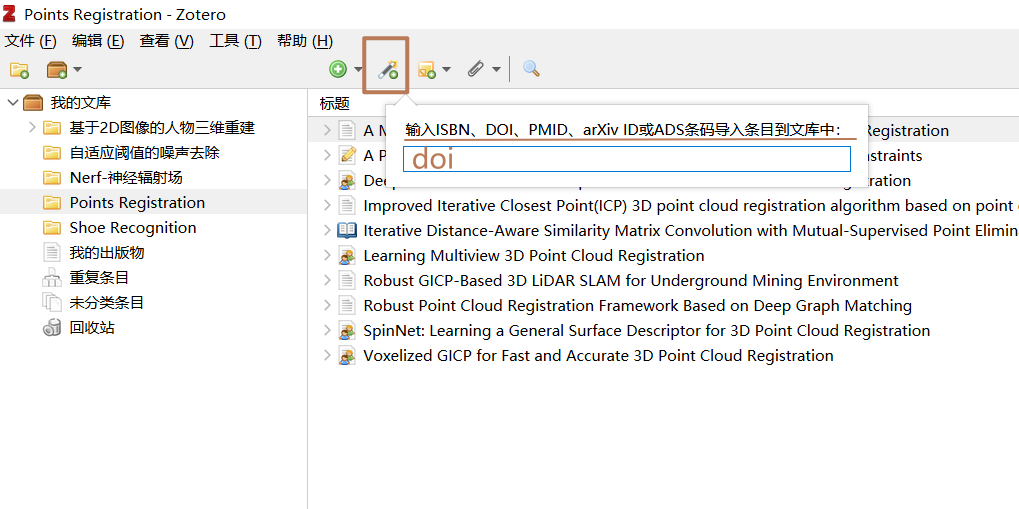 Points Registration - Zotero
文件 (F) 编辑 (E) 查看 (V) 工具 (T) 帮助 (H)
我的文库
基于2D图像的人物三维重建
自适应阈值的噪声去除
Nerf-神经辐射场
Points Registration
Shoe Recognition
我的出版物
重复条目
未分类条目
回收站
标题
输入ISBN、DOI、PMID、arXiv ID或ADS条码导入条目到文库中：
doi
A Registration
A P straints
Deep ration
Improved Iterative Closest Point(ICP) 3D point cloud registration algorithm based on point
Iterative Distance-Aware Similarity Matrix Convolution with Mutual-Supervised Point Elimin
Learning Multiview 3D Point Cloud Registration
Robust GICP-Based 3D LiDAR SLAM for Underground Mining Environment
Robust Point Cloud Registration Framework Based on Deep Graph Matching
SpinNet: Learning a General Surface Descriptor for 3D Point Cloud Registration
Voxelized GICP for Fast and Accurate 3D Point Cloud Registration